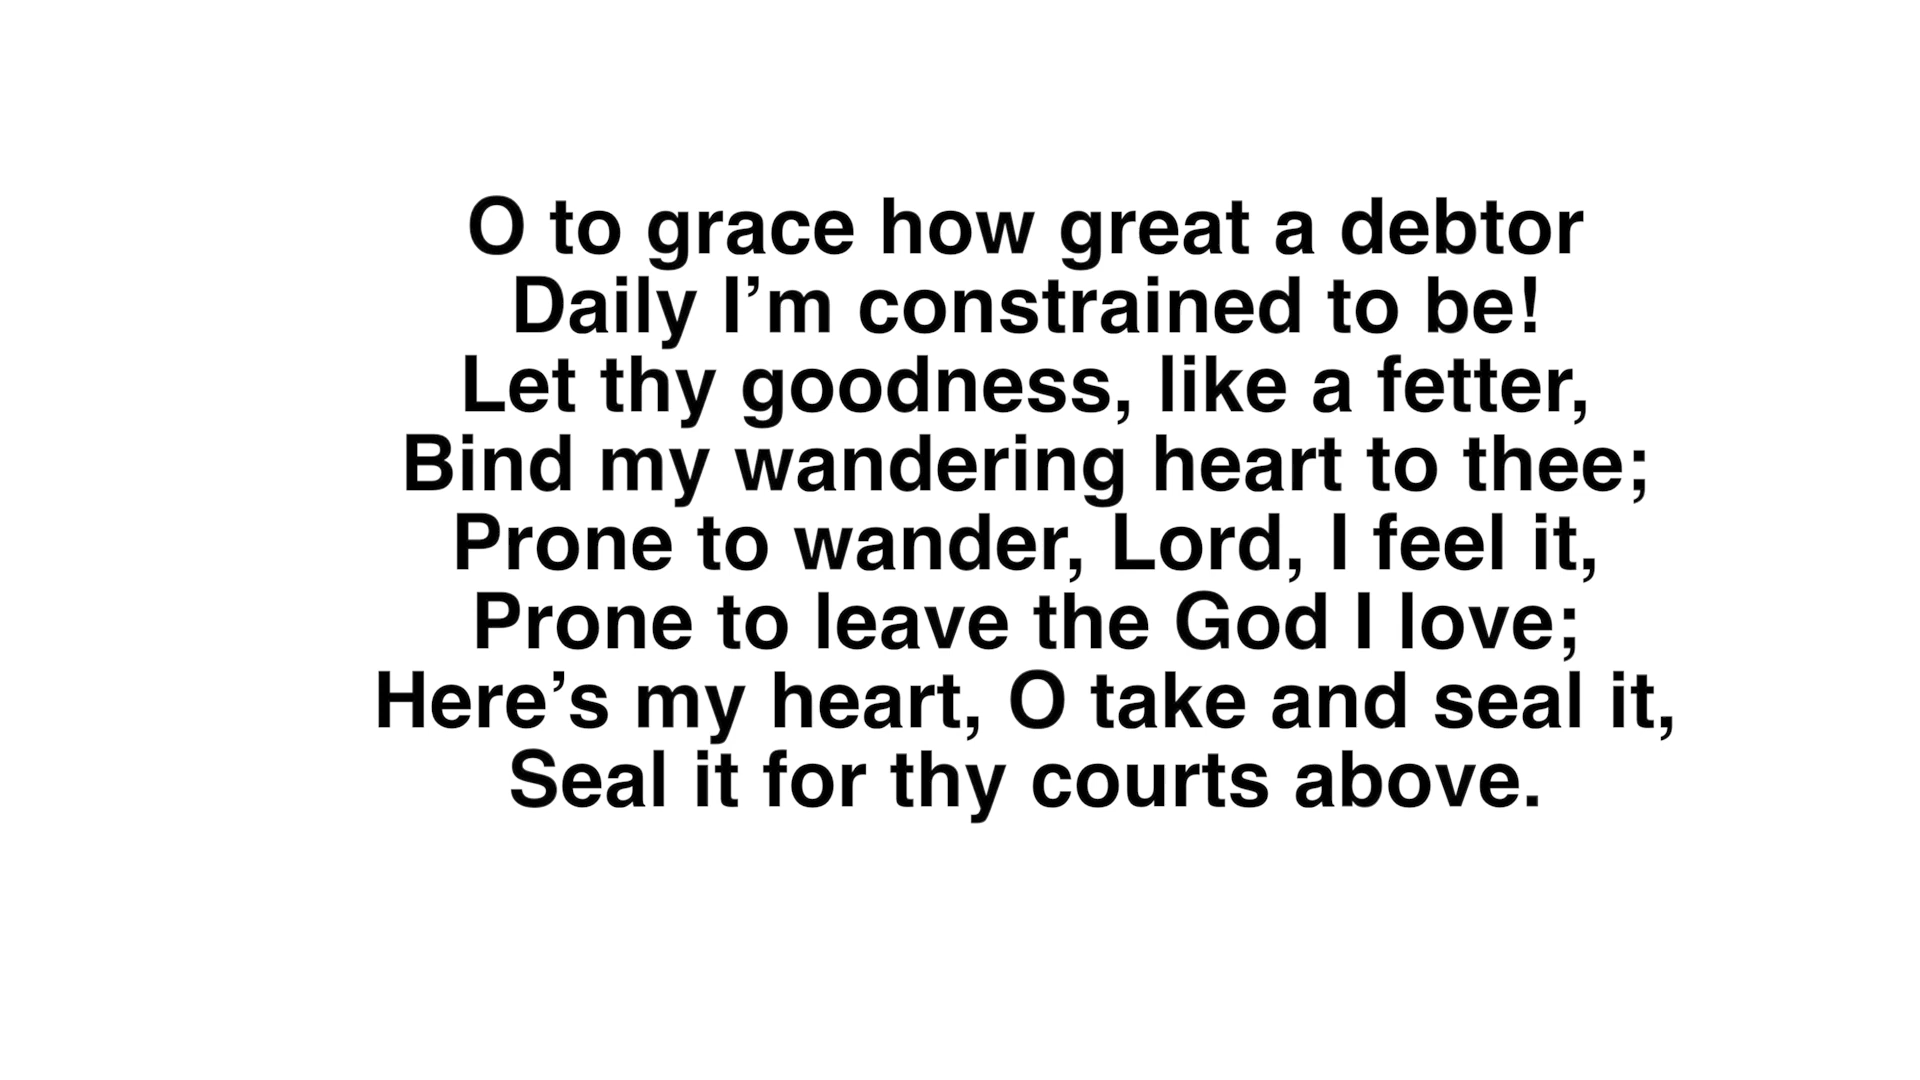 O to grace how great a debtor
Daily I’m constrained to be!
Let thy goodness, like a fetter,
Bind my wandering heart to thee;
Prone to wander, Lord, I feel it,
Prone to leave the God I love;
Here’s my heart, O take and seal it,
Seal it for thy courts above.